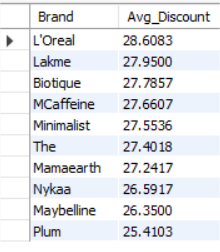 Brand Avg_Discount
L'Oreal 28.6083
Lakme 27.9500
Biotique 27.7857
MCaffeine 27.6607
Minimalist 27.5536
The 27.4018
Mamaearth 27.2417
Nykaa 26.5917
Maybelline 26.3500
Plum 25.4103